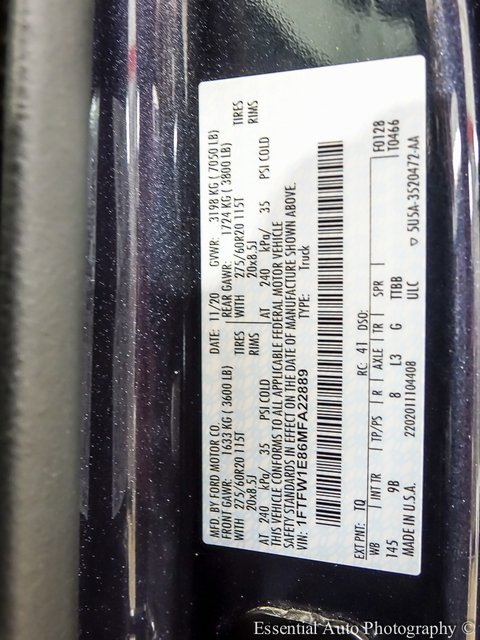 MFD. BY FORD MOTOR CO.
DATE: 11/20 GVWR: 3198 KG ( 7050 LB)
FRONT GAWR: 1633 KG ( 3600 LB) REAR GAWR: 1724 KG ( 3800 LB)
WITH 275/60R20 115T TIRES WITH 275/60R20 115T TIRES
20x8.5J RIMS 20x8.5J RIMS
AT 240 kPa/ 35 PSI COLD AT 240 kPa/ 35 PSI COLD
THIS VEHICLE CONFORMS TO ALL APPLICABLE FEDERAL MOTOR VEHICLE
SAFETY STANDARDS IN EFFECT ON THE DATE OF MANUFACTURE SHOWN ABOVE.
VIN: 1FTFW1E86MFA22889 TYPE: Truck
F0128
10466
EXT PNT: TQ RC: 41 DSO:
WB INT TR TP/PS R AXLE TR SPR
145 9B 8 L3 G TTBB
MADE IN U.S.A. 2202011104408 ULC
▽ 5U5A-3520472-AA
Essential Auto Photography ©